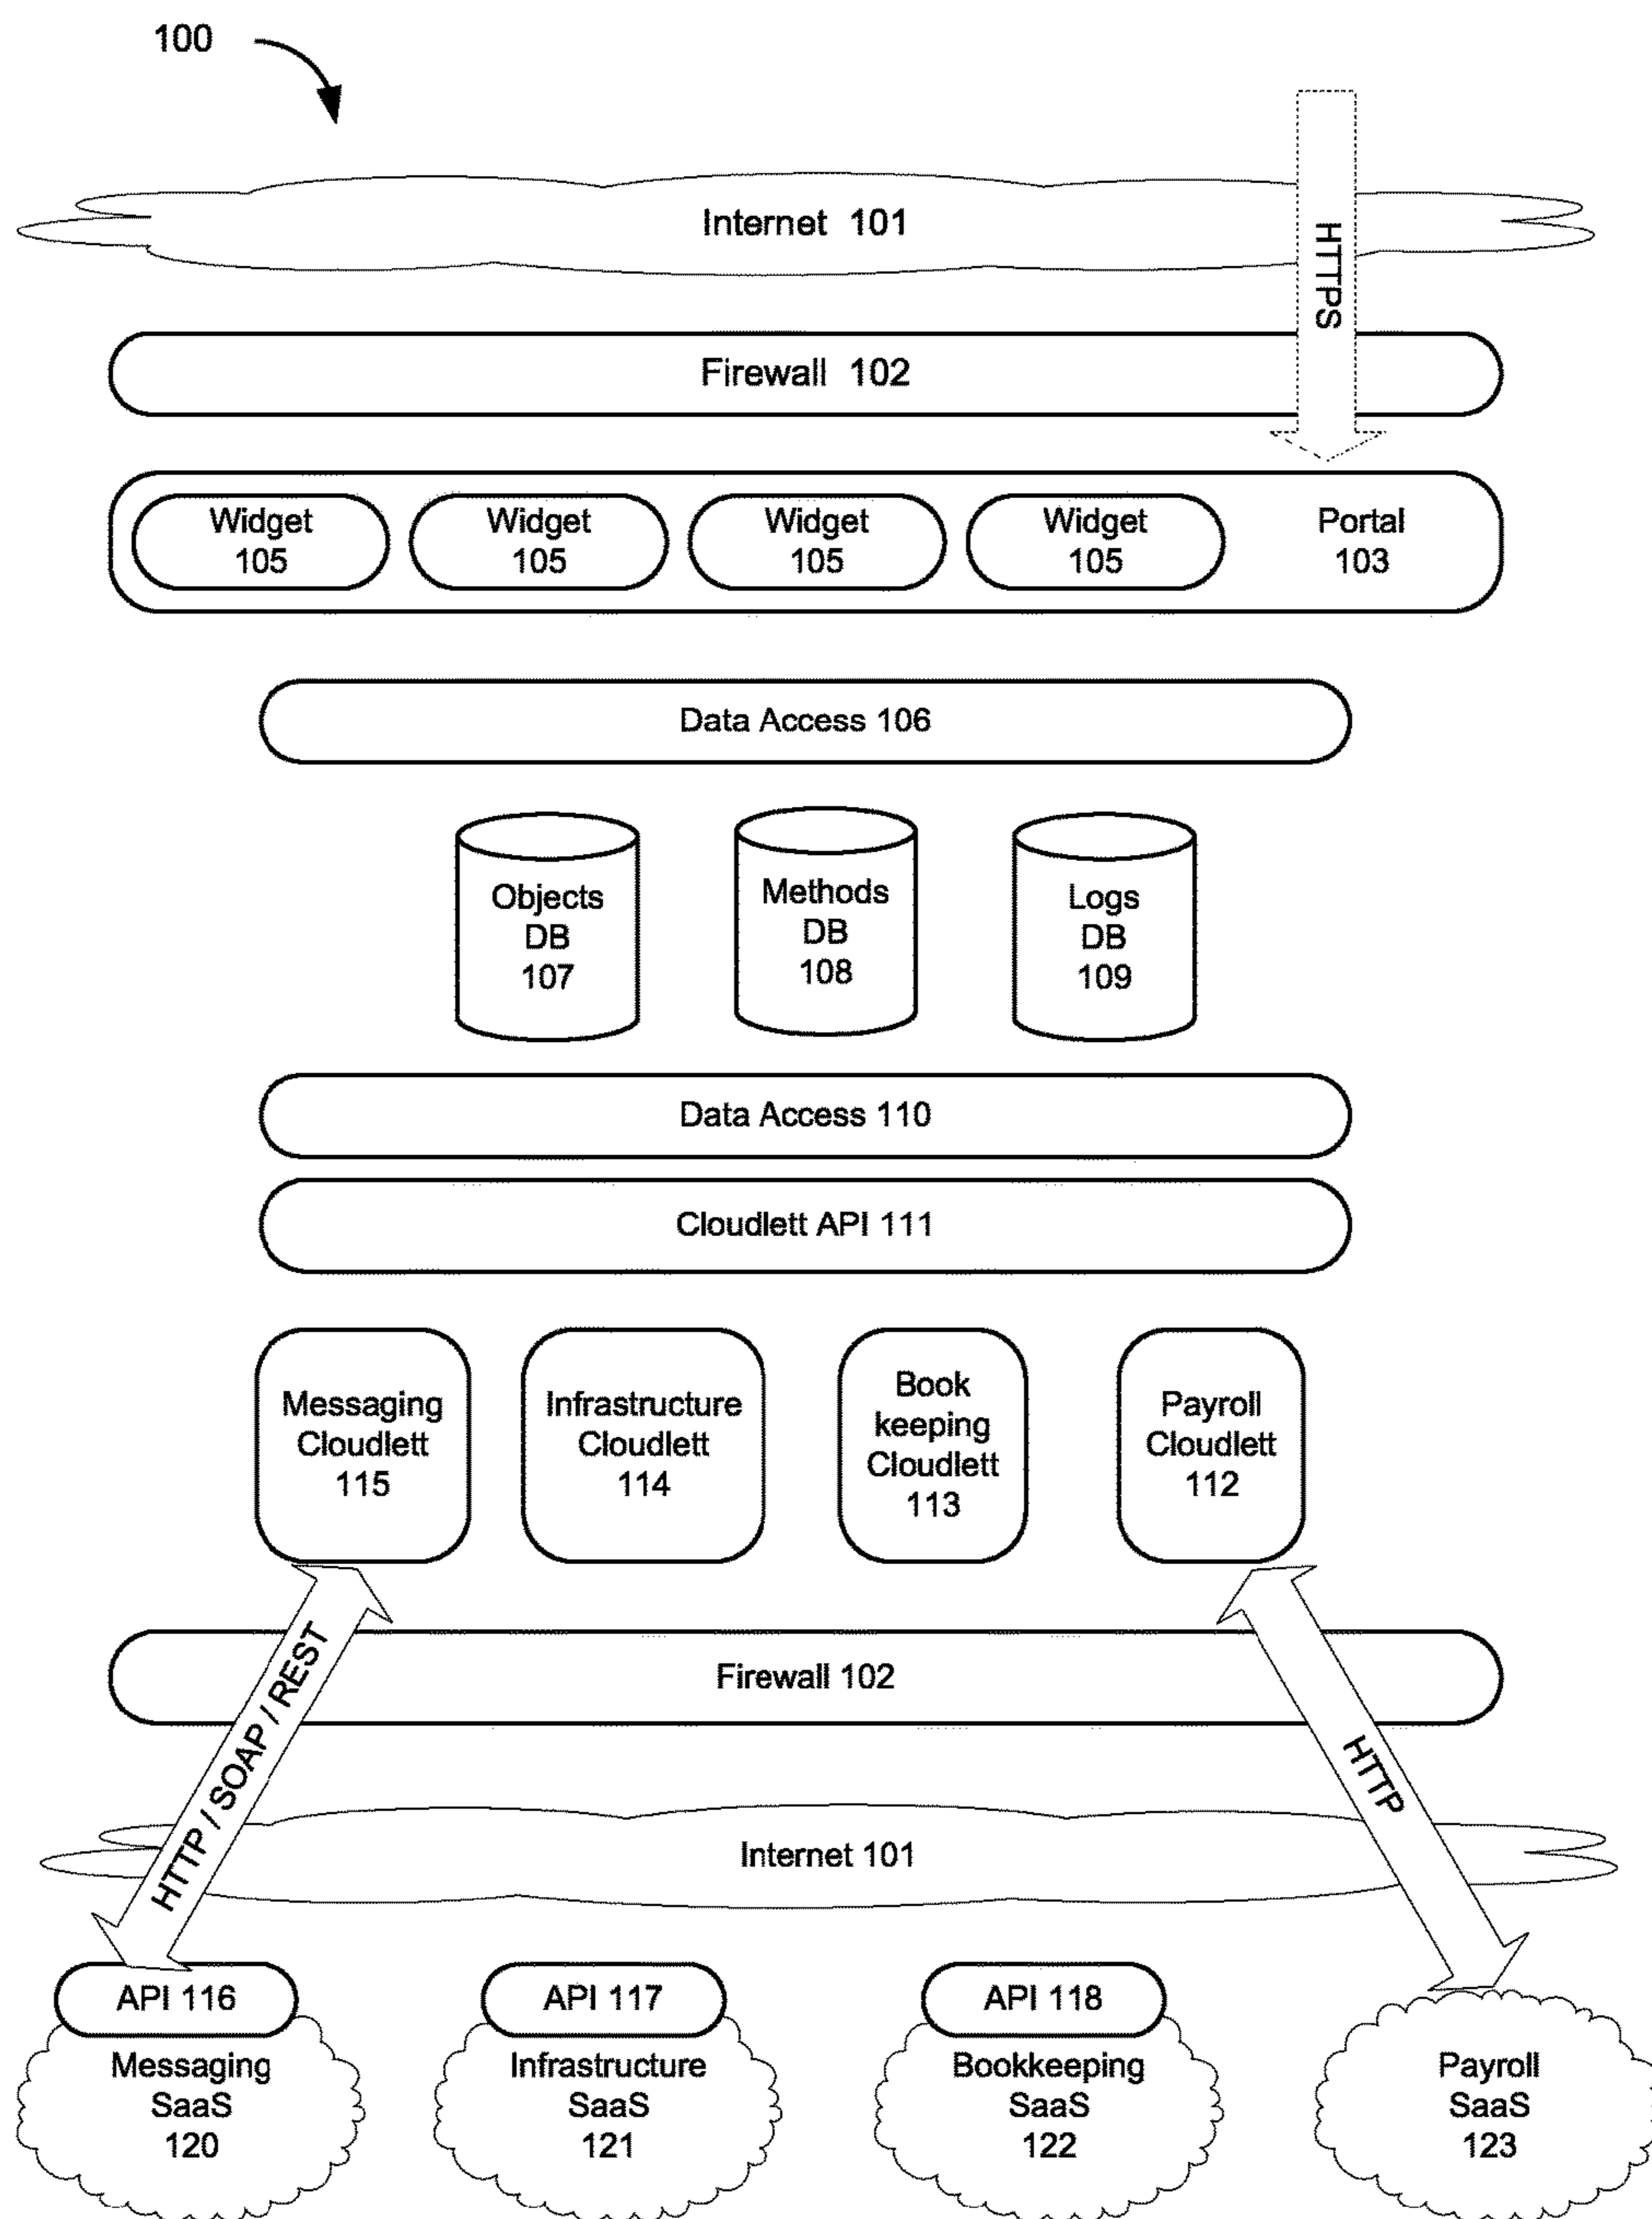 100
Internet 101
HTTPS
Firewall 102
Widget
105
Widget
105
Widget
105
Widget
105
Portal
103
Data Access 106
Objects
DB
107
Methods
DB
108
Logs
DB
109
Data Access 110
Cloudlett API 111
Messaging
Cloudlett
115
Infrastructure
Cloudlett
114
Book
keeping
Cloudlett
113
Payroll
Cloudlett
112
Firewall 102
HTTP / SOAP / REST
HTTP
Internet 101
API 116
Messaging
SaaS
120
API 117
Infrastructure
SaaS
121
API 118
Bookkeeping
SaaS
122
Payroll
SaaS
123